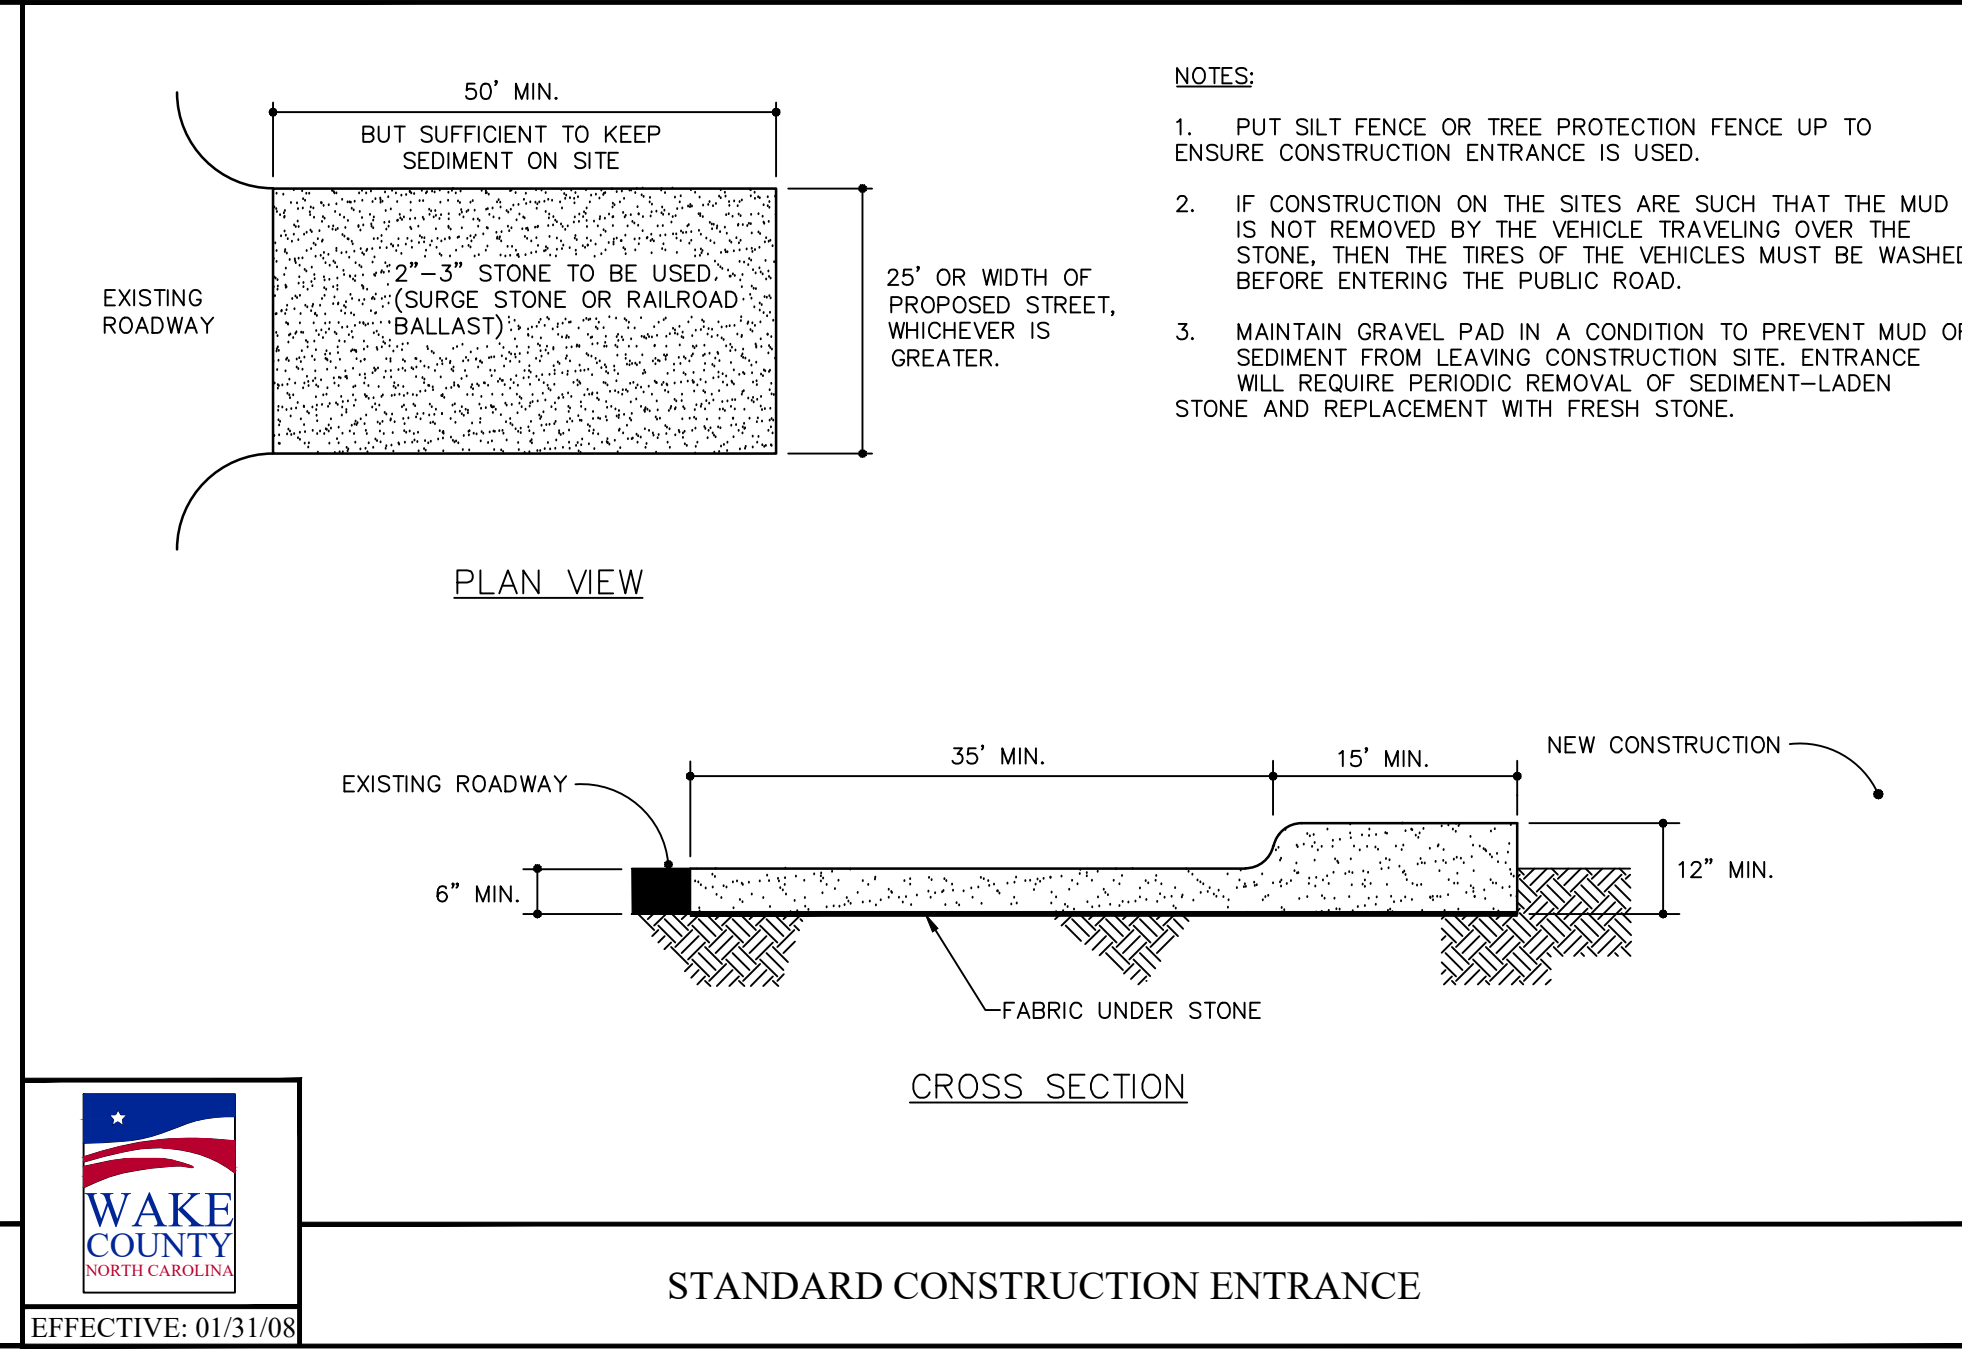 50' MIN.
BUT SUFFICIENT TO KEEP
SEDIMENT ON SITE
EXISTING
ROADWAY
2"–3" STONE TO BE USED.
(SURGE STONE OR RAILROAD
BALLAST)
25' OR WIDTH OF
PROPOSED STREET,
WHICHEVER IS
GREATER.
PLAN VIEW
NOTES:
1. PUT SILT FENCE OR TREE PROTECTION FENCE UP TO
ENSURE CONSTRUCTION ENTRANCE IS USED.
2. IF CONSTRUCTION ON THE SITES ARE SUCH THAT THE MUD
IS NOT REMOVED BY THE VEHICLE TRAVELING OVER THE
STONE, THEN THE TIRES OF THE VEHICLES MUST BE WASHED
BEFORE ENTERING THE PUBLIC ROAD.
3. MAINTAIN GRAVEL PAD IN A CONDITION TO PREVENT MUD OR
SEDIMENT FROM LEAVING CONSTRUCTION SITE. ENTRANCE
WILL REQUIRE PERIODIC REMOVAL OF SEDIMENT–LADEN
STONE AND REPLACEMENT WITH FRESH STONE.
35' MIN.
15' MIN.
NEW CONSTRUCTION
EXISTING ROADWAY
6" MIN.
12" MIN.
FABRIC UNDER STONE
CROSS SECTION
WAKE
COUNTY
NORTH CAROLINA
EFFECTIVE: 01/31/08
STANDARD CONSTRUCTION ENTRANCE